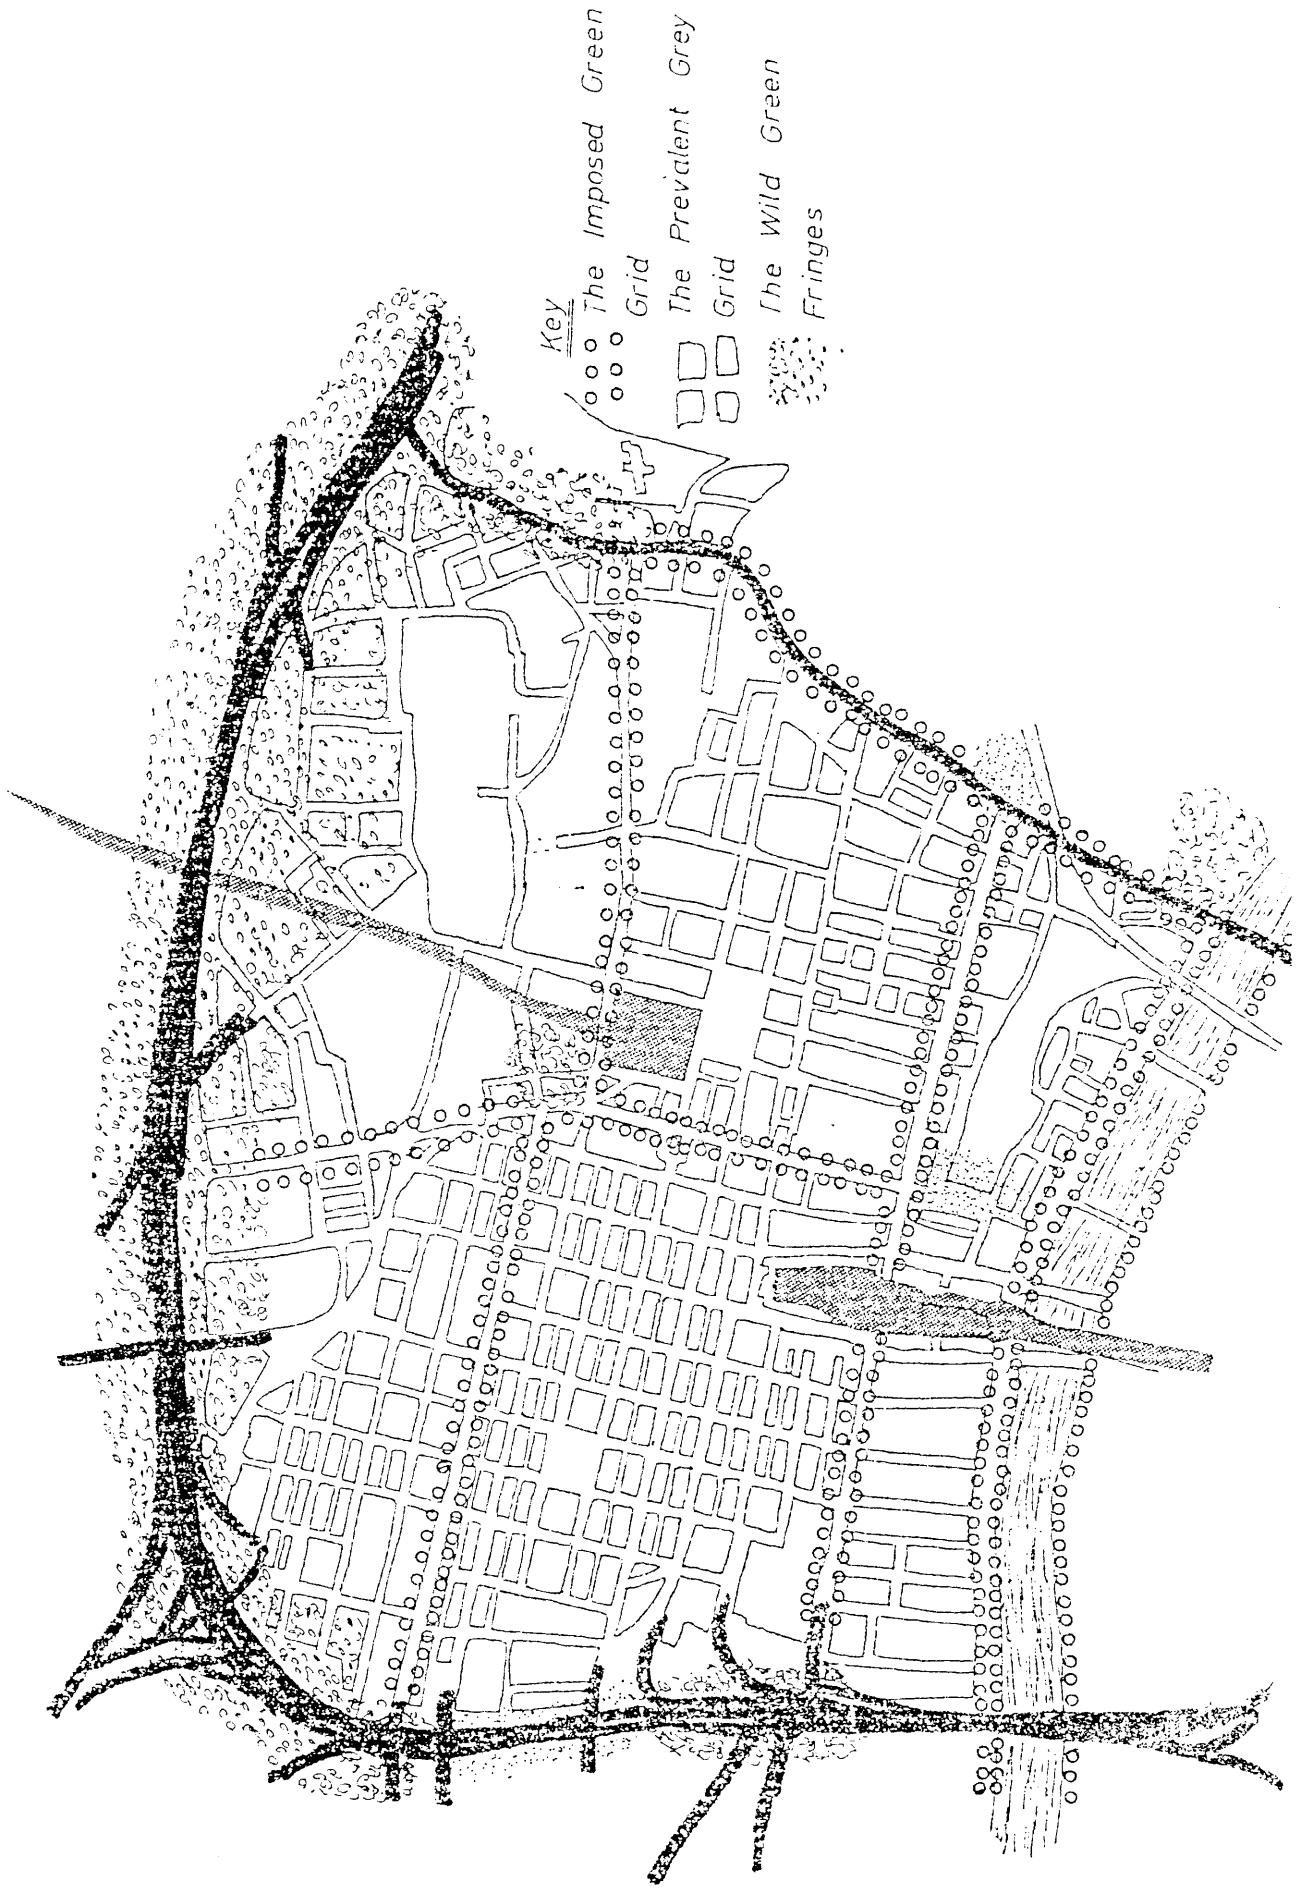 Key
The Imposed Green
Grid
The Prevalent Grey
Grid
The Wild Green
Fringes